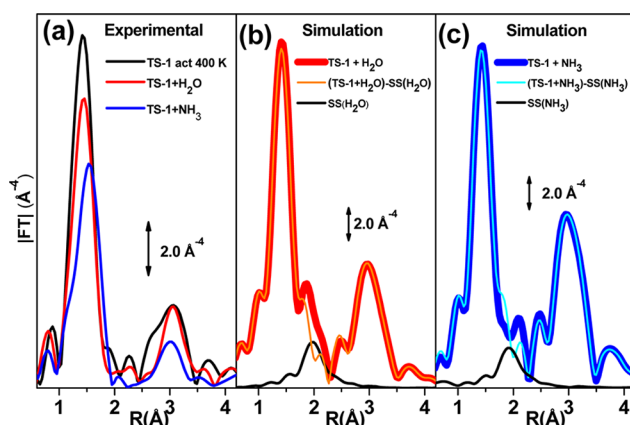 (a) Experimental
TS-1 act 400 K
TS-1+H₂O
TS-1+NH₃
2.0 Å⁻⁴
|FT| (Å⁻⁴)
1 2 3 4
R(Å)
(b) Simulation
TS-1 + H₂O
(TS-1+H₂O)-SS(H₂O)
SS(H₂O)
2.0 Å⁻⁴
1 2 3 4
R(Å)
(c) Simulation
TS-1 + NH₃
(TS-1+NH₃)-SS(NH₃)
SS(NH₃)
2.0 Å⁻⁴
1 2 3 4
R(Å)